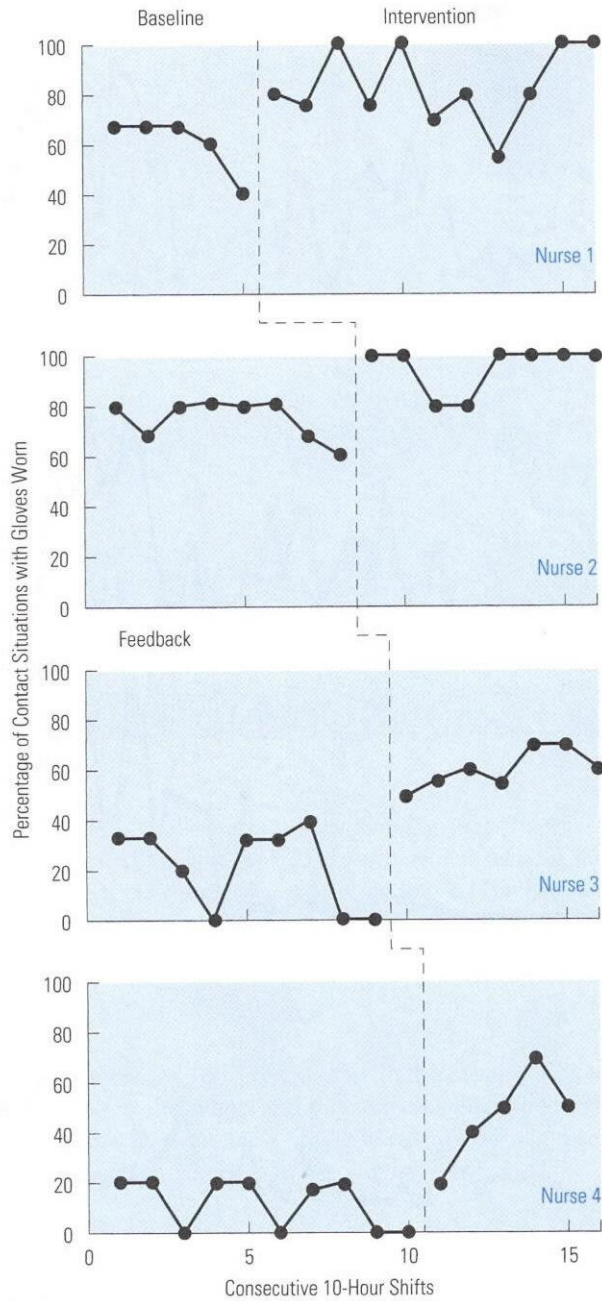 Baseline Intervention
100
80
60
40
20
0
Nurse 1
100
80
60
40
20
0
Nurse 2
Percentage of Contact Situations with Gloves Worn
Feedback
100
80
60
40
20
0
Nurse 3
100
80
60
40
20
0
Nurse 4
0 5 10 15
Consecutive 10-Hour Shifts